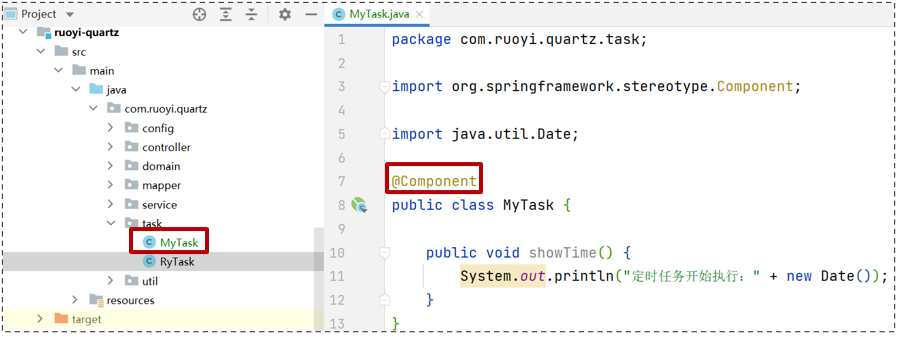 Project
ruoyi-quartz
src
main
java
com.ruoyi.quartz
config
controller
domain
mapper
service
task
MyTask
RyTask
util
resources
target
MyTask.java
1 package com.ruoyi.quartz.task;
2
3 import org.springframework.stereotype.Component;
4
5 import java.util.Date;
6
7 @Component
8 public class MyTask {
9
10 public void showTime() {
11 System.out.println("定时任务开始执行：" + new Date());
12 }
13 }